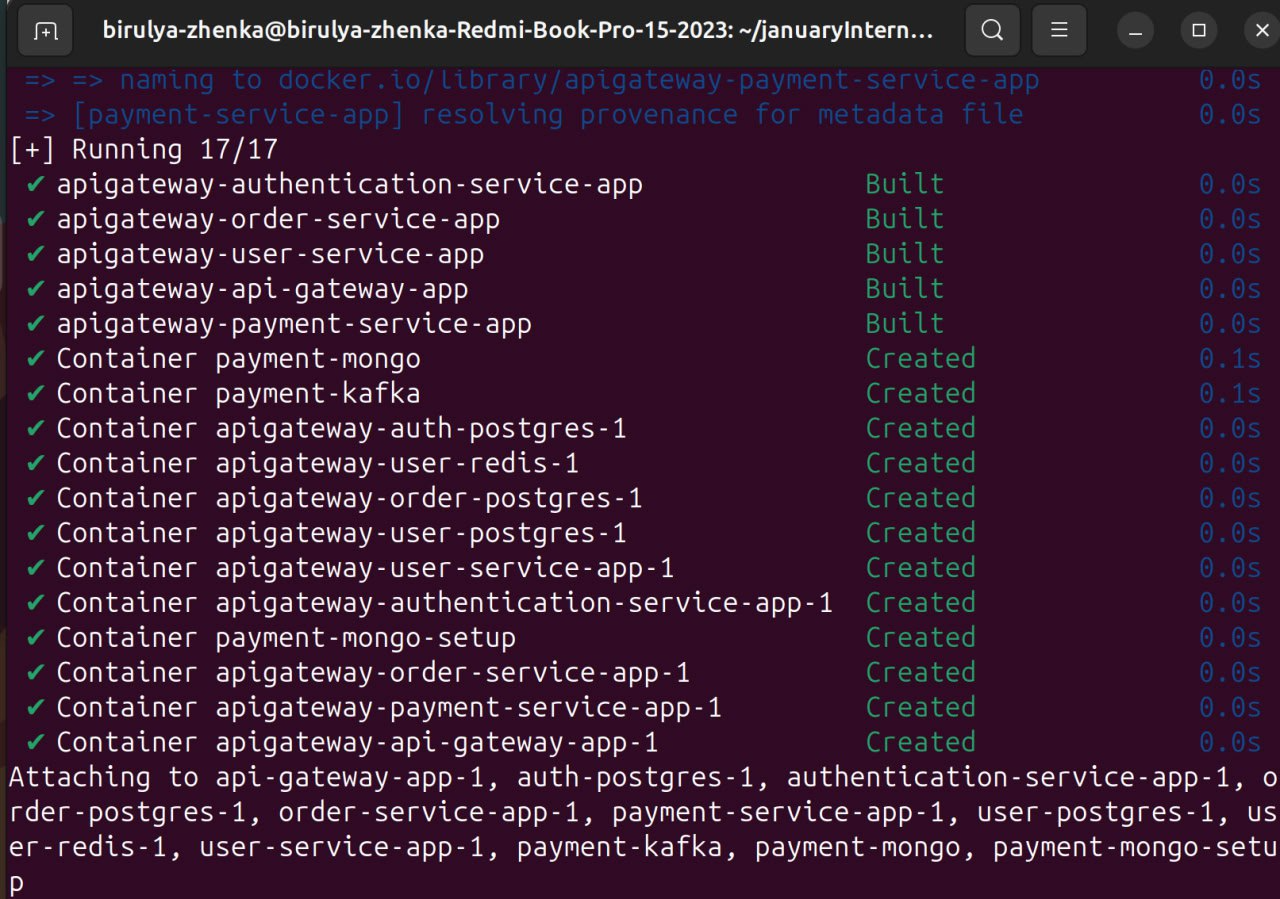 birulya-zhenka@birulya-zhenka-Redmi-Book-Pro-15-2023: ~/januaryIntern...
=> => naming to docker.io/library/apigateway-payment-service-app 0.0s
=> [payment-service-app] resolving provenance for metadata file 0.0s
[+] Running 17/17
✔ apigateway-authentication-service-app Built 0.0s
✔ apigateway-order-service-app Built 0.0s
✔ apigateway-user-service-app Built 0.0s
✔ apigateway-api-gateway-app Built 0.0s
✔ apigateway-payment-service-app Built 0.0s
✔ Container payment-mongo Created 0.1s
✔ Container payment-kafka Created 0.1s
✔ Container apigateway-auth-postgres-1 Created 0.0s
✔ Container apigateway-user-redis-1 Created 0.0s
✔ Container apigateway-order-postgres-1 Created 0.0s
✔ Container apigateway-user-postgres-1 Created 0.0s
✔ Container apigateway-user-service-app-1 Created 0.0s
✔ Container apigateway-authentication-service-app-1 Created 0.0s
✔ Container payment-mongo-setup Created 0.0s
✔ Container apigateway-order-service-app-1 Created 0.0s
✔ Container apigateway-payment-service-app-1 Created 0.0s
✔ Container apigateway-api-gateway-app-1 Created 0.0s
Attaching to api-gateway-app-1, auth-postgres-1, authentication-service-app-1, o
rder-postgres-1, order-service-app-1, payment-service-app-1, user-postgres-1, us
er-redis-1, user-service-app-1, payment-kafka, payment-mongo, payment-mongo-setu
p